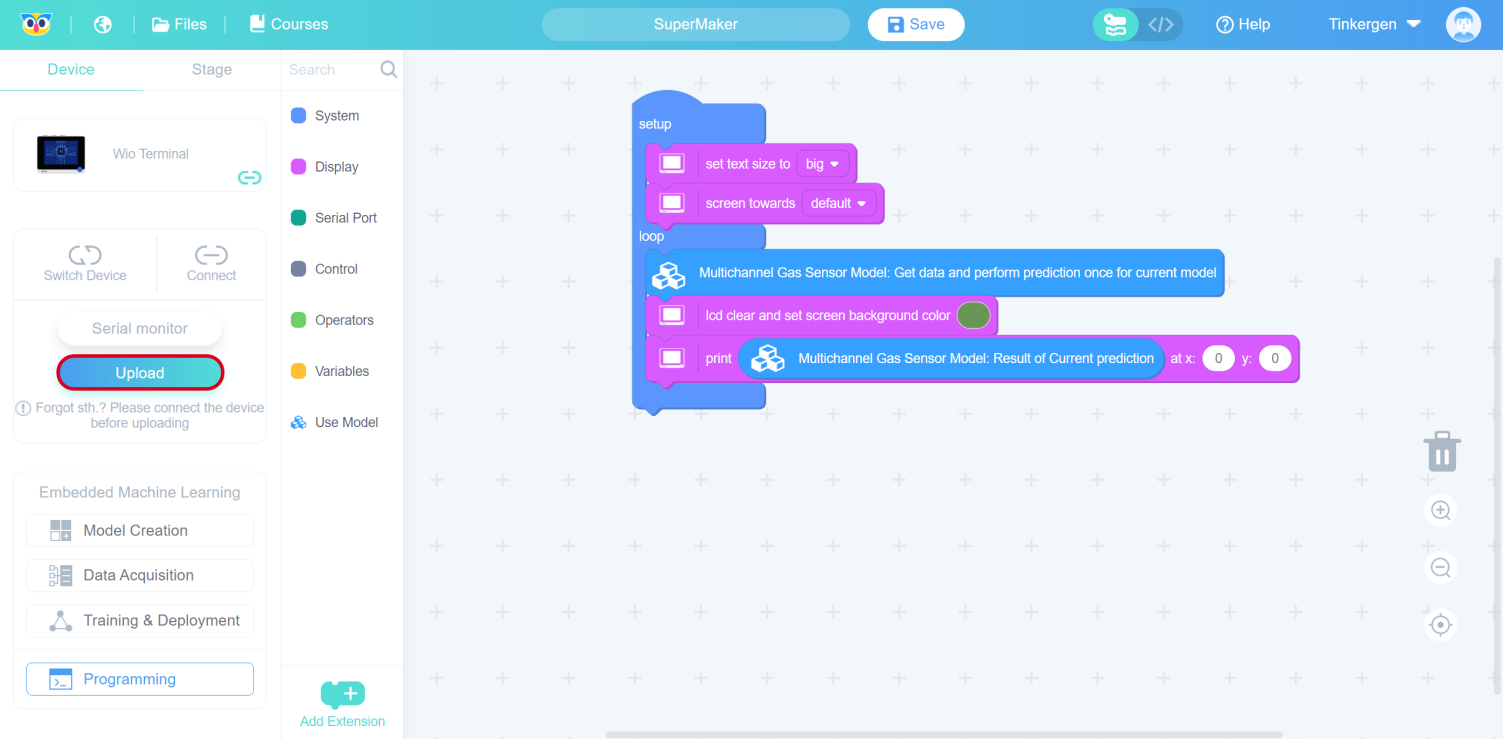 Files
Courses
SuperMaker
Save
</>
Help
Tinkergen
Device
Stage
Search
Wio Terminal
Switch Device
Connect
Serial monitor
Upload
Forgot sth.? Please connect the device
before uploading
Embedded Machine Learning
Model Creation
Data Acquisition
Training & Deployment
Programming
System
Display
Serial Port
Control
Operators
Variables
Use Model
Add Extension
setup
set text size to big
screen towards default
loop
Multichannel Gas Sensor Model: Get data and perform prediction once for current model
lcd clear and set screen background color
print Multichannel Gas Sensor Model: Result of Current prediction at x: 0 y: 0